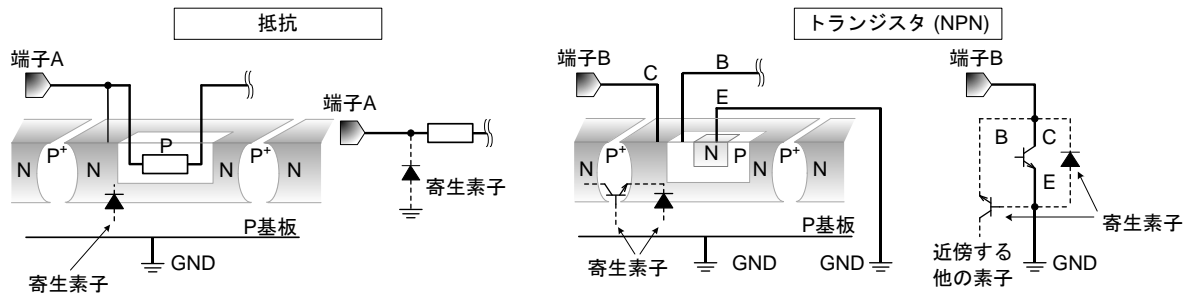 抵抗
トランジスタ (NPN)
端子A
端子A
N
P+
N
P
N
P+
N
寄生素子
P基板
寄生素子
GND
端子B
C
B
E
N
P+
N
N
P
N
P+
N
P基板
寄生素子
GND
GND
端子B
B
C
E
寄生素子
近傍する
他の素子
GND